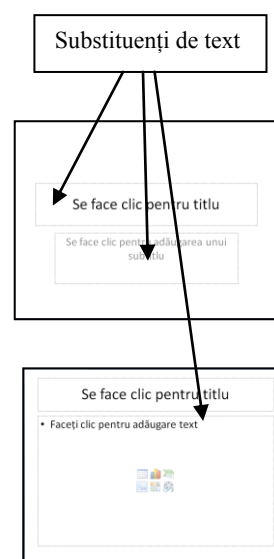 Substituenți de text
Se face clic pentru titlu
Se face clic pentru adăugarea unui
subtitlu
Se face clic pentru titlu
• Faceți clic pentru adăugare text